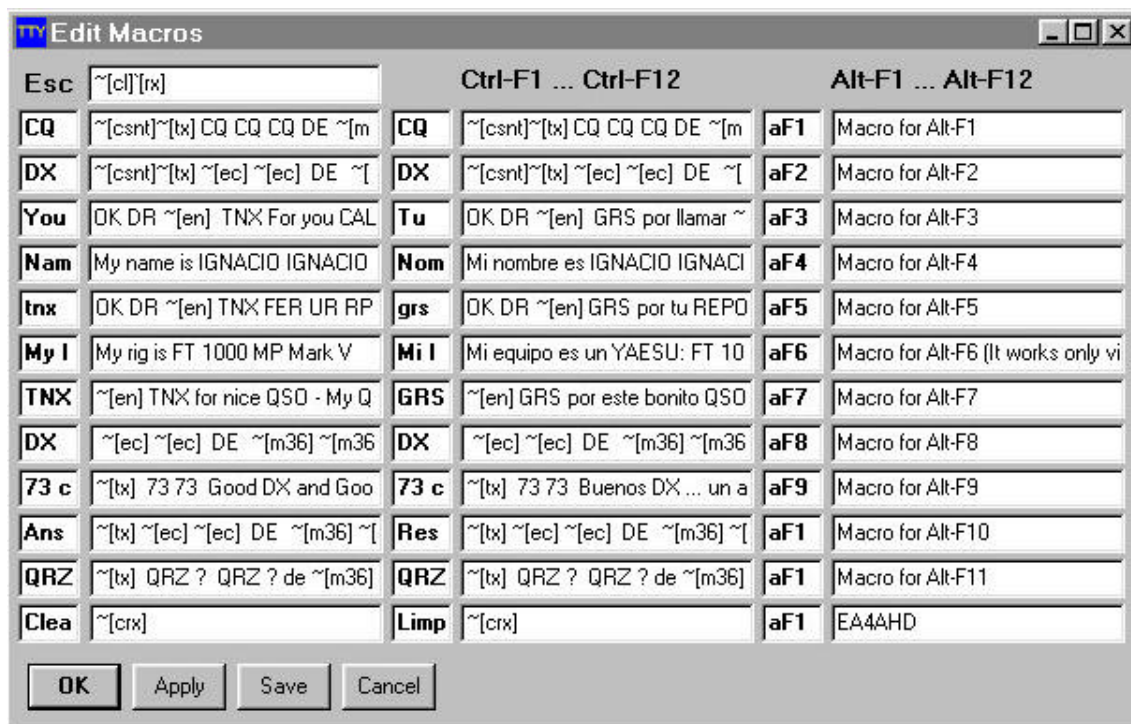 TTY Edit Macros
Esc ~[cl]~[rx] Ctrl-F1 ... Ctrl-F12 Alt-F1 ... Alt-F12
CQ ~[csnt]~[tx] CQ CQ CQ DE ~[m CQ ~[csnt]~[tx] CQ CQ CQ DE ~[m aF1 Macro for Alt-F1
DX ~[csnt]~[tx] ~[ec] ~[ec] DE ~[ DX ~[csnt]~[tx] ~[ec] ~[ec] DE ~[ aF2 Macro for Alt-F2
You OK DR ~[en] TNX For you CAL Tu OK DR ~[en] GRS por llamar ~ aF3 Macro for Alt-F3
Nam My name is IGNACIO IGNACIO Nom Mi nombre es IGNACIO IGNACI aF4 Macro for Alt-F4
tnx OK DR ~[en] TNX FER UR RP grs OK DR ~[en] GRS por tu REPO aF5 Macro for Alt-F5
My I My rig is FT 1000 MP Mark V Mi I Mi equipo es un YAESU: FT 10 aF6 Macro for Alt-F6 (It works only vi
TNX ~[en] TNX for nice QSO - My Q GRS ~[en] GRS por este bonito QSO aF7 Macro for Alt-F7
DX ~[ec] ~[ec] DE ~[m36] ~[m36 DX ~[ec] ~[ec] DE ~[m36] ~[m36 aF8 Macro for Alt-F8
73 c ~[tx] 73 73 Good DX and Goo 73 c ~[tx] 73 73 Buenos DX ... un a aF9 Macro for Alt-F9
Ans ~[tx] ~[ec] ~[ec] DE ~[m36] ~[ Res ~[tx] ~[ec] ~[ec] DE ~[m36] ~[ aF1 Macro for Alt-F10
QRZ ~[tx] QRZ ? QRZ ? de ~[m36] QRZ ~[tx] QRZ ? QRZ ? de ~[m36] aF1 Macro for Alt-F11
Clea ~[crx] Limp ~[crx] aF1 EA4AHD
OK Apply Save Cancel